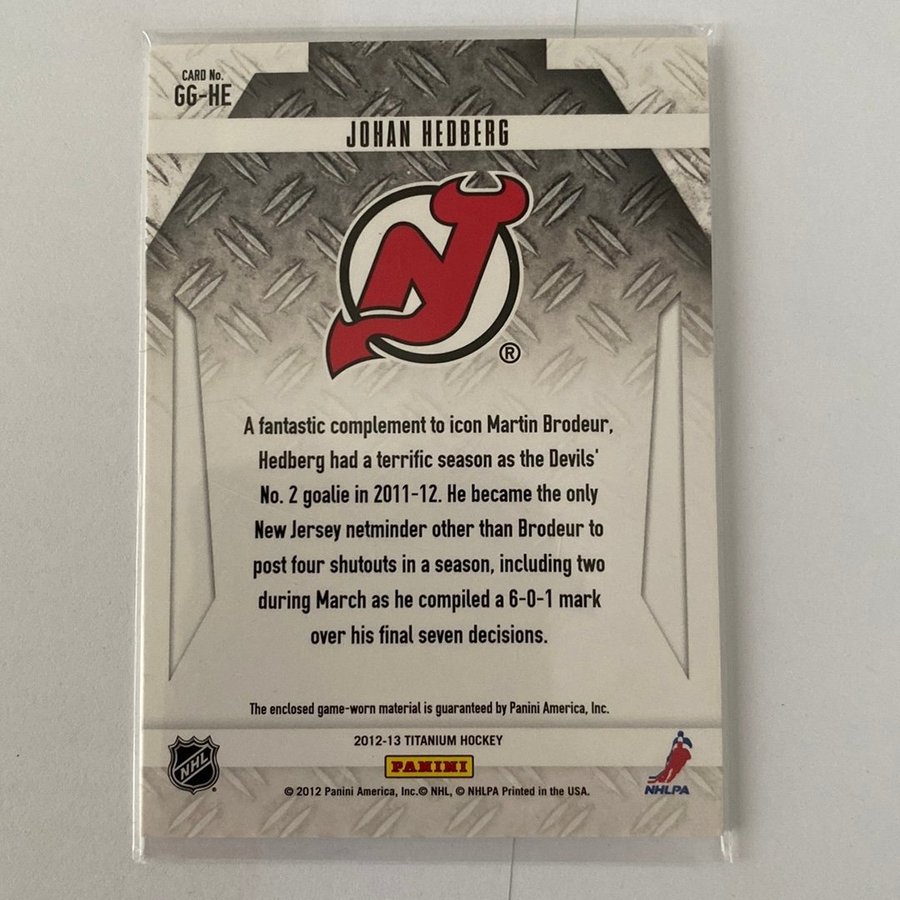 CARD No.
GG-HE
JOHAN HEDBERG
NJ
®
A fantastic complement to icon Martin Brodeur,
Hedberg had a terrific season as the Devils'
No. 2 goalie in 2011-12. He became the only
New Jersey netminder other than Brodeur to
post four shutouts in a season, including two
during March as he compiled a 6-0-1 mark
over his final seven decisions.
The enclosed game-worn material is guaranteed by Panini America, Inc.
2012-13 TITANIUM HOCKEY
PANINI
NHL
NHLPA
© 2012 Panini America, Inc.© NHL, © NHLPA Printed in the USA.